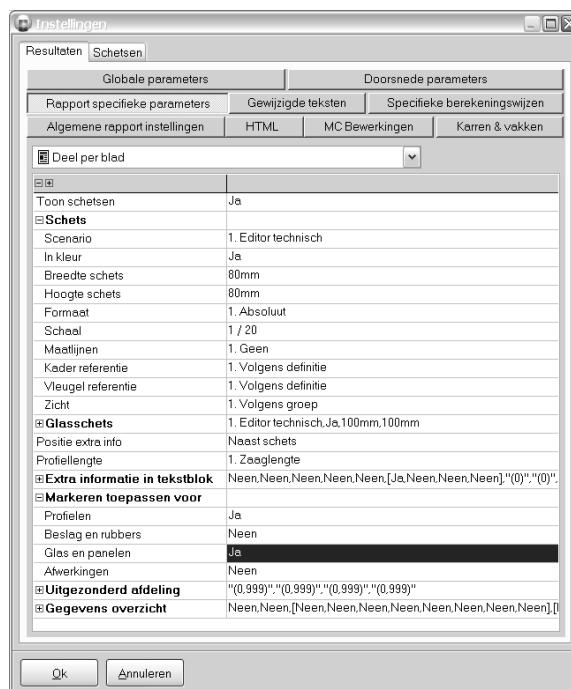 Instellingen
Resultaten Schetsen
Globale parameters Doorsnede parameters
Rapport specifieke parameters Gewijzigde teksten Specifieke berekeningswijzen
Algemene rapport instellingen HTML MC Bewerkingen Karren & vakken
Deel per blad
Toon schetsen Ja
Schets
Scenario 1. Editor technisch
In kleur Ja
Breedte schets 80mm
Hoogte schets 80mm
Formaat 1. Absoluut
Schaal 1 / 20
Maatlijnen 1. Geen
Kader referentie 1. Volgens definitie
Vleugel referentie 1. Volgens definitie
Zicht 1. Volgens groep
Glasschets 1. Editor technisch,Ja,100mm,100mm
Positie extra info Naast schets
Profiellengte 1. Zaaglengte
Extra informatie in tekstblok Neen,Neen,Neen,Neen,Neen,[Ja,Neen,Neen,Neen],"(0)","(0)",
Markeren toepassen voor
Profielen Ja
Beslag en rubbers Neen
Glas en panelen Ja
Afwerkingen Neen
Uitgezonderd afdeling "(0,999)","(0,999)","(0,999)","(0,999)"
Gegevens overzicht Neen,Neen,[Neen,Neen,Neen,Neen,Neen,Neen,Neen,Neen],[
Ok Annuleren